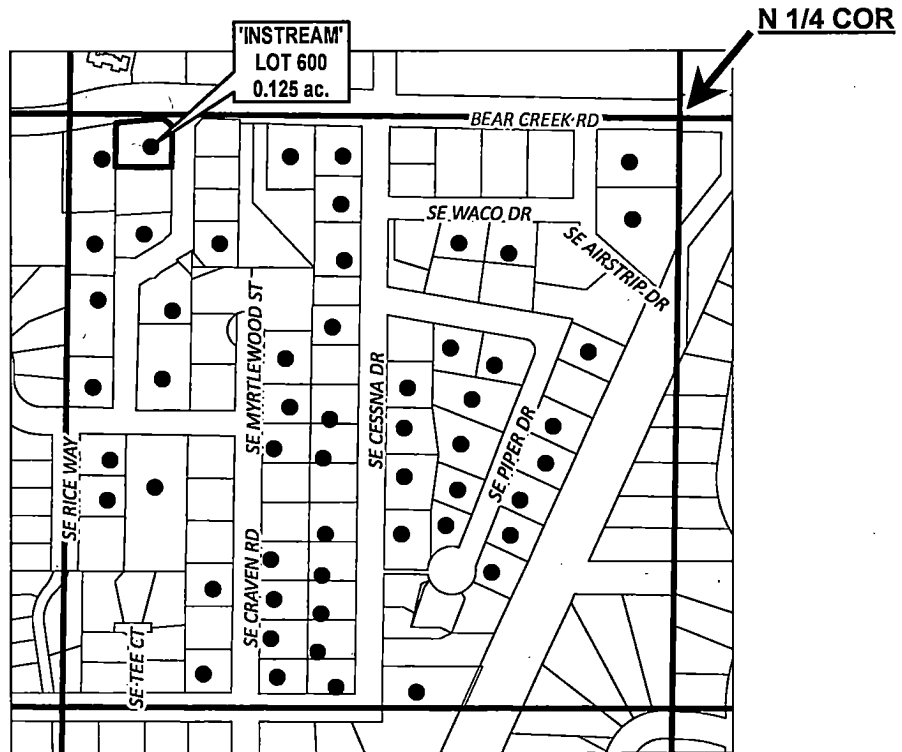 N 1/4 COR
'INSTREAM'
LOT 600
0.125 ac.
BEAR CREEK RD
SE WACO DR
SE AIRSTRIP DR
SE MYRTLEWOOD ST
SE CESSNA DR
SE PIPER DR
SE RICE WAY
SE CRAVEN RD
SE TEE CT